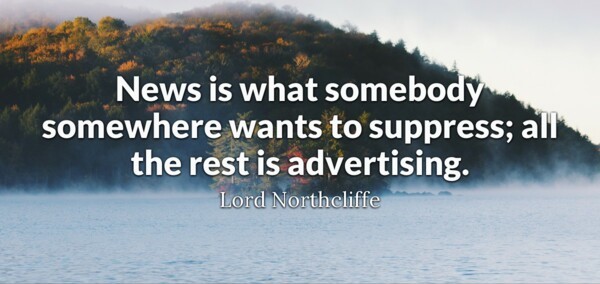 News is what somebody
somewhere wants to suppress; all
the rest is advertising.
Lord Northcliffe